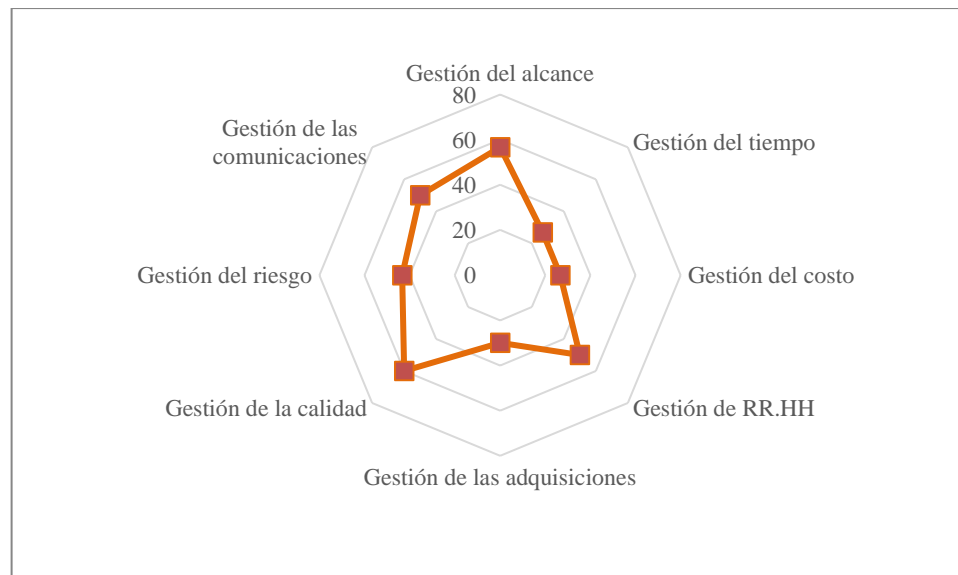 Gestión del alcance
80
60
40
20
0
Gestión del tiempo
Gestión del costo
Gestión de RR.HH
Gestión de las adquisiciones
Gestión de la calidad
Gestión del riesgo
Gestión de las
comunicaciones